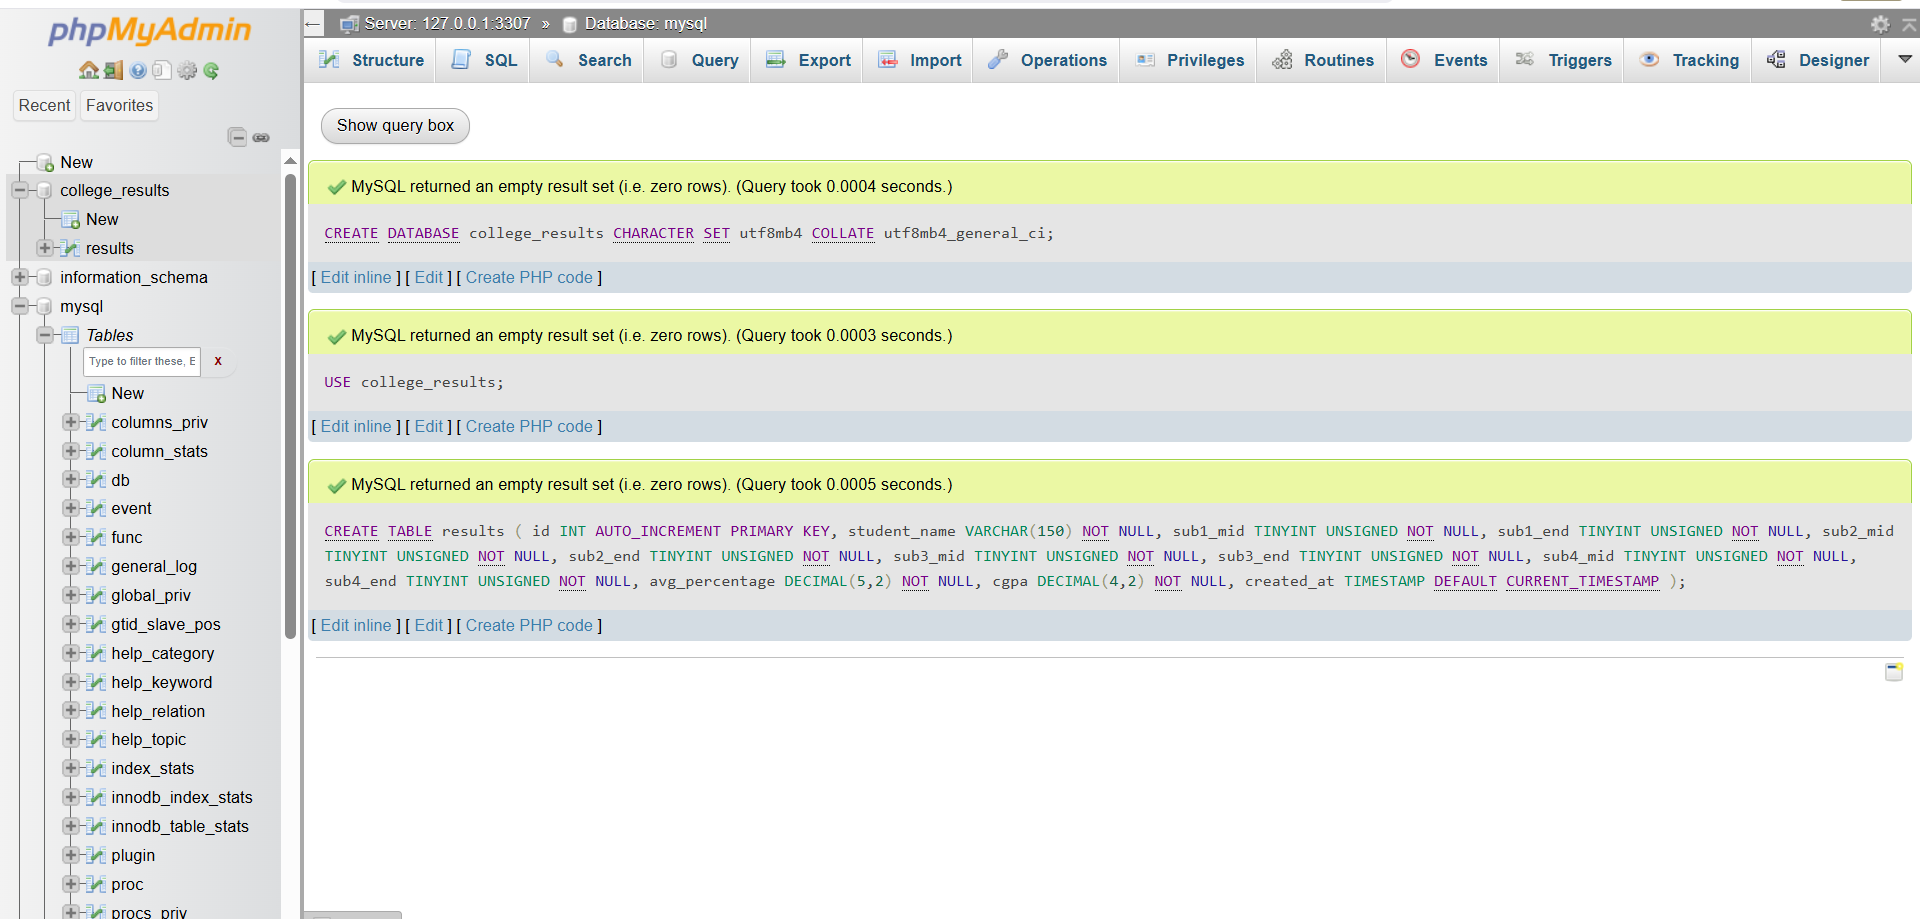 phpMyAdmin
Recent Favorites
New
college_results
New
results
information_schema
mysql
Tables
Type to filter these, E X
New
columns_priv
column_stats
db
event
func
general_log
global_priv
gtid_slave_pos
help_category
help_keyword
help_relation
help_topic
index_stats
innodb_index_stats
innodb_table_stats
plugin
proc
procs_priv
Server: 127.0.0.1:3307 » Database: mysql
Structure SQL Search Query Export Import Operations Privileges Routines Events Triggers Tracking Designer
Show query box
MySQL returned an empty result set (i.e. zero rows). (Query took 0.0004 seconds.)
CREATE DATABASE college_results CHARACTER SET utf8mb4 COLLATE utf8mb4_general_ci;
[ Edit inline ] [ Edit ] [ Create PHP code ]
MySQL returned an empty result set (i.e. zero rows). (Query took 0.0003 seconds.)
USE college_results;
[ Edit inline ] [ Edit ] [ Create PHP code ]
MySQL returned an empty result set (i.e. zero rows). (Query took 0.0005 seconds.)
CREATE TABLE results ( id INT AUTO_INCREMENT PRIMARY KEY, student_name VARCHAR(150) NOT NULL, sub1_mid TINYINT UNSIGNED NOT NULL, sub1_end TINYINT UNSIGNED NOT NULL, sub2_mid
TINYINT UNSIGNED NOT NULL, sub2_end TINYINT UNSIGNED NOT NULL, sub3_mid TINYINT UNSIGNED NOT NULL, sub3_end TINYINT UNSIGNED NOT NULL, sub4_mid TINYINT UNSIGNED NOT NULL,
sub4_end TINYINT UNSIGNED NOT NULL, avg_percentage DECIMAL(5,2) NOT NULL, cgpa DECIMAL(4,2) NOT NULL, created_at TIMESTAMP DEFAULT CURRENT_TIMESTAMP );
[ Edit inline ] [ Edit ] [ Create PHP code ]